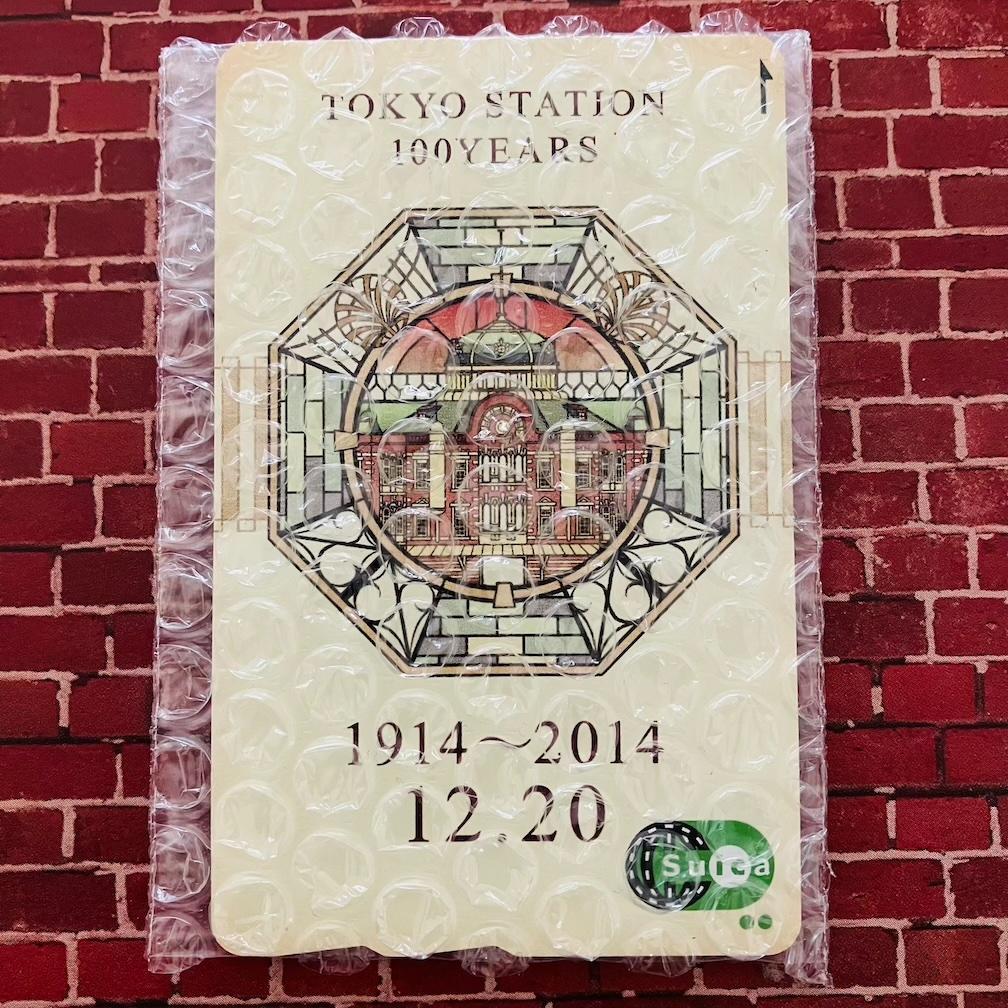 TOKYO STATION
100YEARS
1914～2014
12.20
Suica